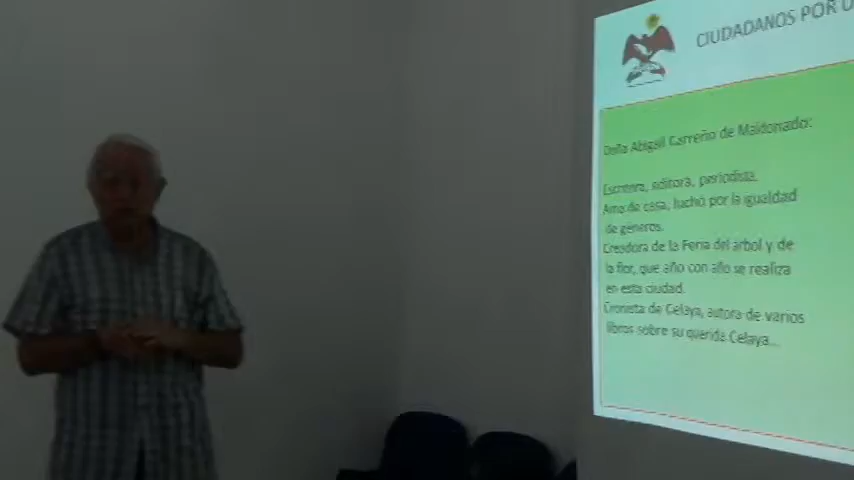 CIUDADANOS POR U
Doña Abigail Carreño de Maldonado:
Escritora, editora, periodista.
Ama de casa, luchó por la igualdad
de géneros.
Creadora de la Feria del árbol y de
la flor, que año con año se realiza
en esta ciudad.
Cronista de Celaya, autora de varios
libros sobre su querida Celaya...